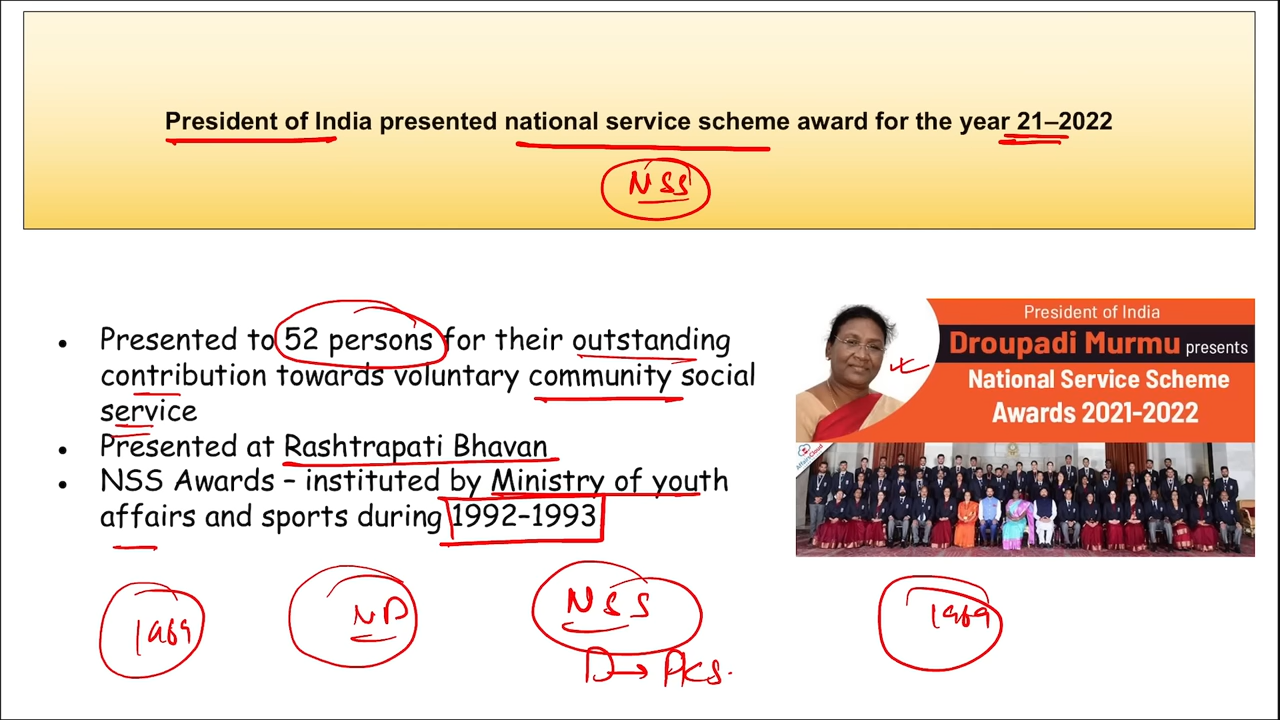 President of India presented national service scheme award for the year 21–2022
NSS
• Presented to 52 persons for their outstanding
contribution towards voluntary community social
service
• Presented at Rashtrapati Bhavan
• NSS Awards – instituted by Ministry of youth
affairs and sports during 1992–1993
President of India
Droupadi Murmu presents
National Service Scheme
Awards 2021-2022
AffairsCloud
1969
ND
NSS
1969
D → PKS.